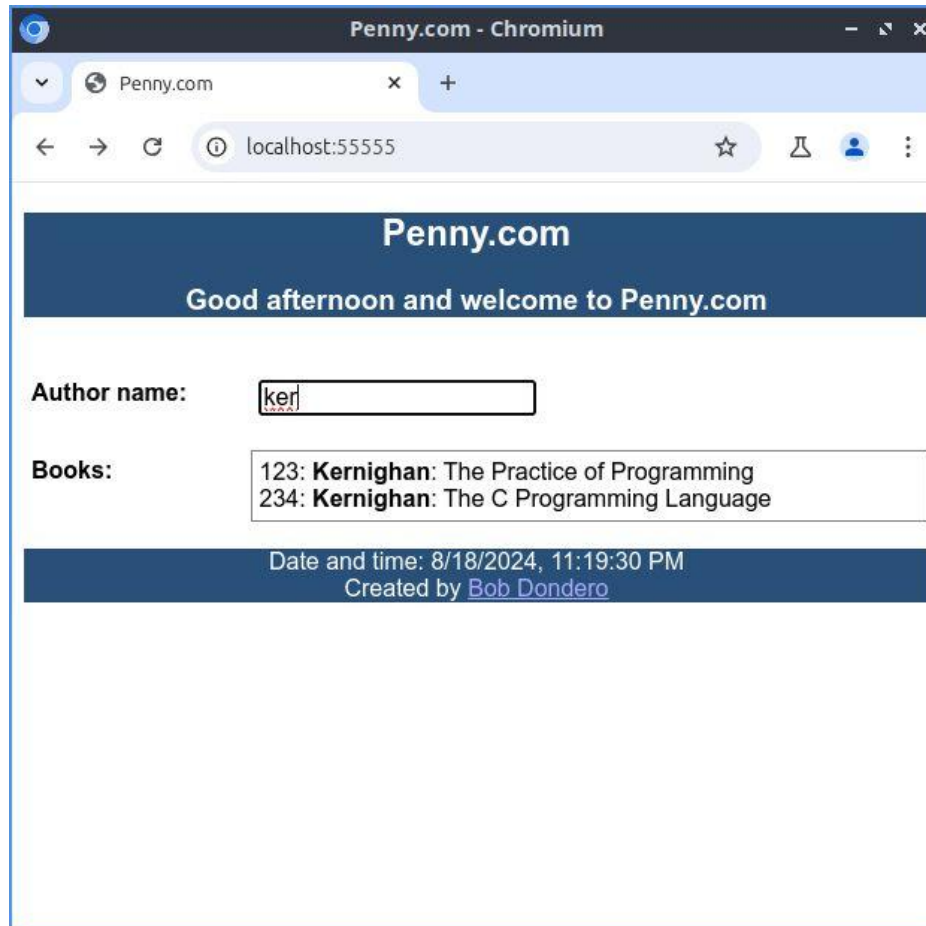 Penny.com - Chromium
Penny.com
localhost:55555
Penny.com
Good afternoon and welcome to Penny.com
Author name: ker
Books: 123: Kernighan: The Practice of Programming
234: Kernighan: The C Programming Language
Date and time: 8/18/2024, 11:19:30 PM
Created by Bob Dondero